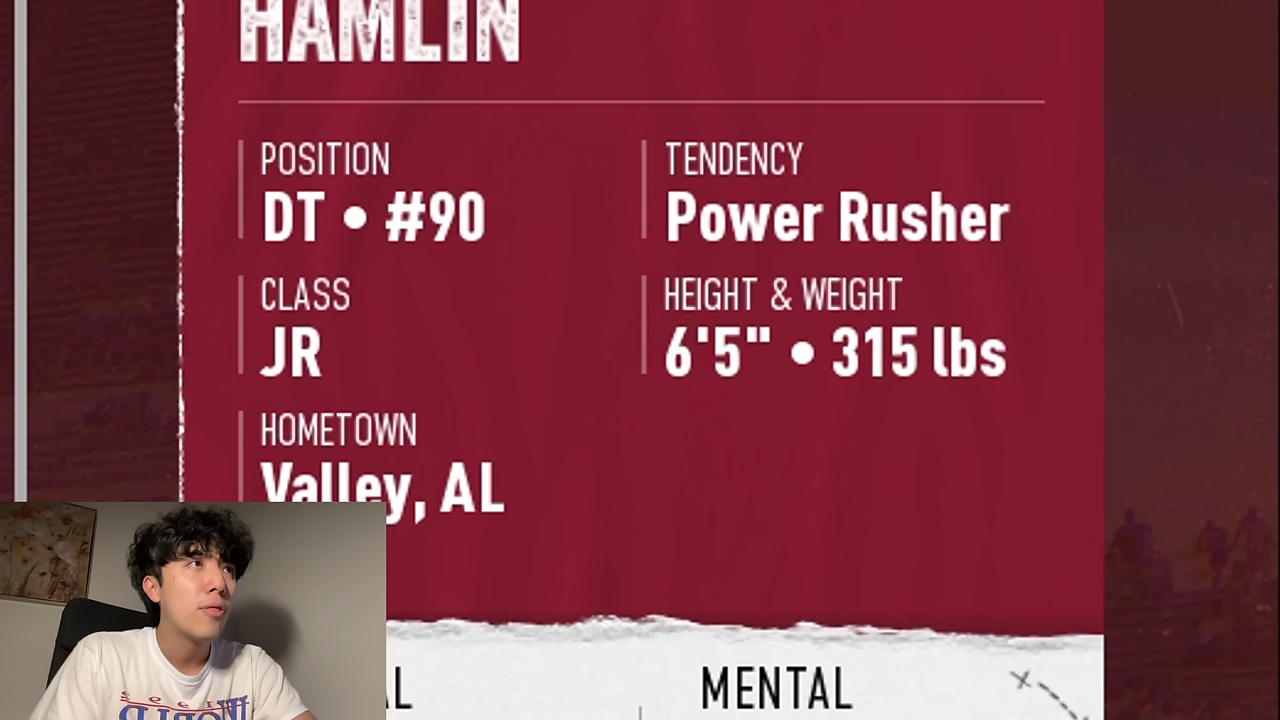 HAMLIN
POSITION
DT • #90
TENDENCY
Power Rusher
CLASS
JR
HEIGHT & WEIGHT
6'5" • 315 lbs
HOMETOWN
Valley, AL
MENTAL